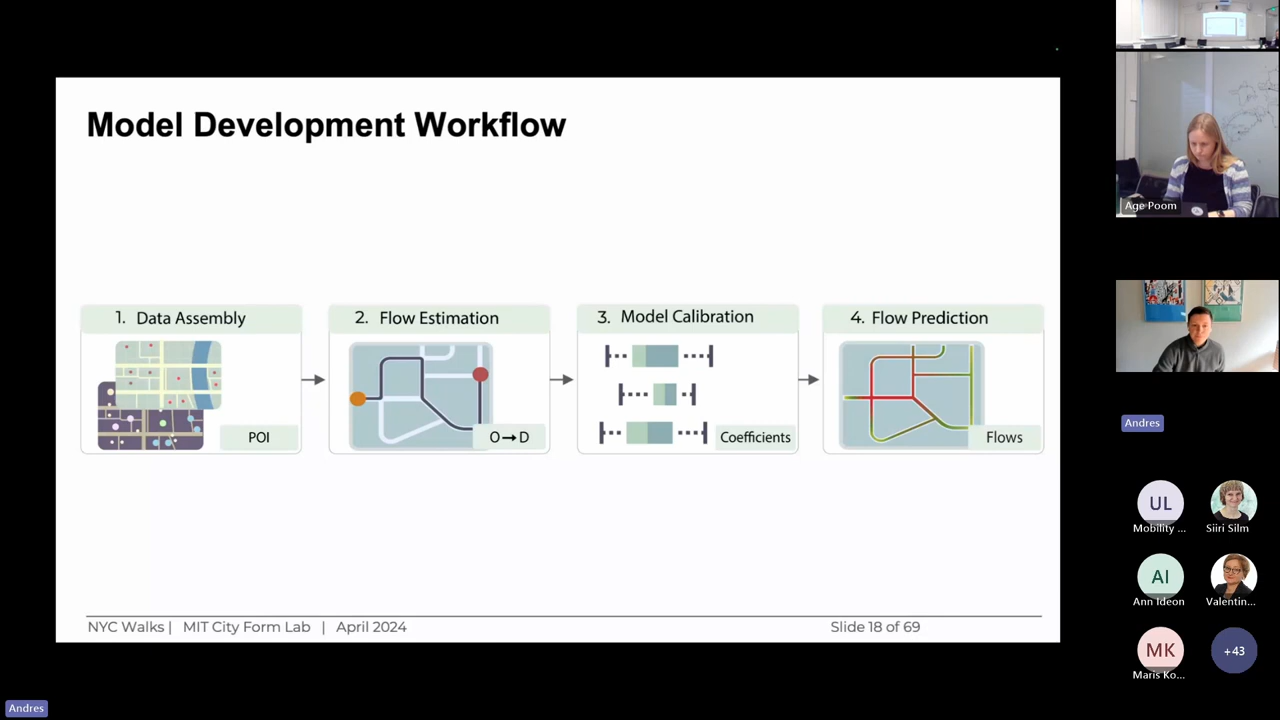 Model Development Workflow
1. Data Assembly
POI
2. Flow Estimation
O→D
3. Model Calibration
Coefficients
4. Flow Prediction
Flows
NYC Walks | MIT City Form Lab | April 2024
Slide 18 of 69
Age Poom
Andres
UL
Mobility ...
Siiri Silm
AI
Ann Ideon
Valentin...
MK
Maris Ko...
+43
Andres